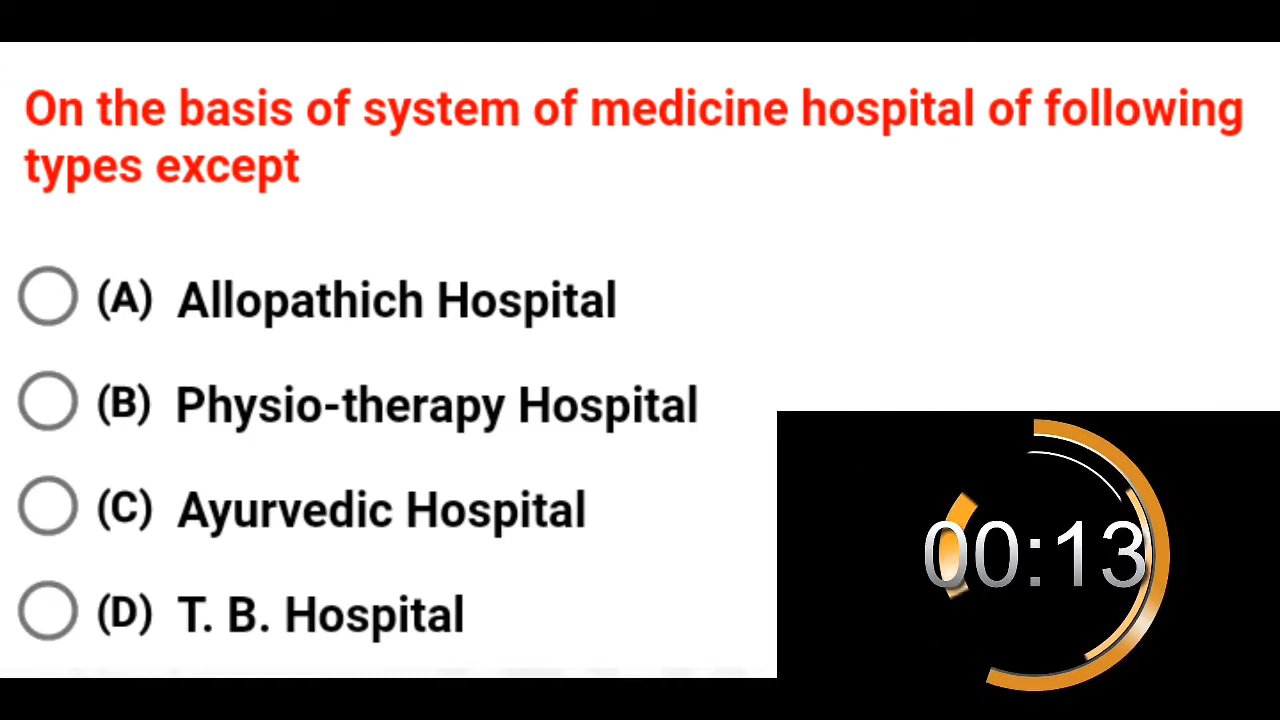 On the basis of system of medicine hospital of following
types except
(A) Allopathich Hospital
(B) Physio-therapy Hospital
(C) Ayurvedic Hospital
(D) T. B. Hospital
00:13